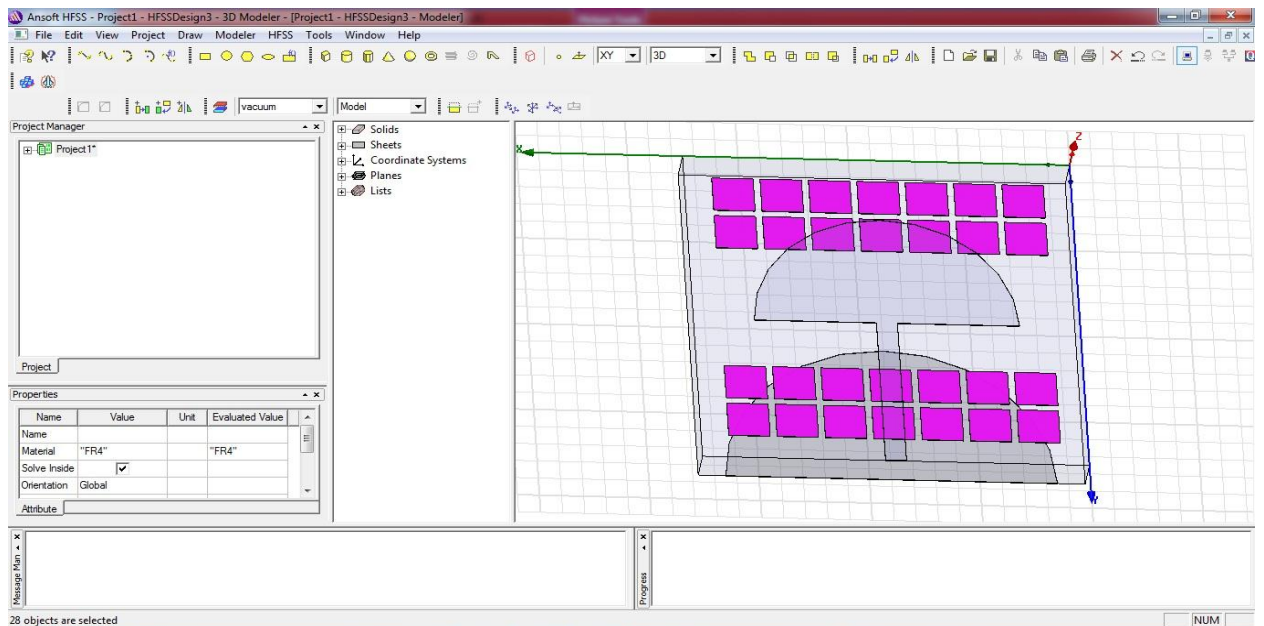 Ansoft HFSS - Project1 - HFSSDesign3 - 3D Modeler - [Project1 - HFSSDesign3 - Modeler]
File Edit View Project Draw Modeler HFSS Tools Window Help
XY 3D
vacuum Model
Project Manager
Project1*
Project
Solids
Sheets
Coordinate Systems
Planes
Lists
X
Z
Y
Properties
Name Value Unit Evaluated Value
Name
Material "FR4" "FR4"
Solve Inside
Orientation Global
Attribute
Message Man
Progress
28 objects are selected
NUM